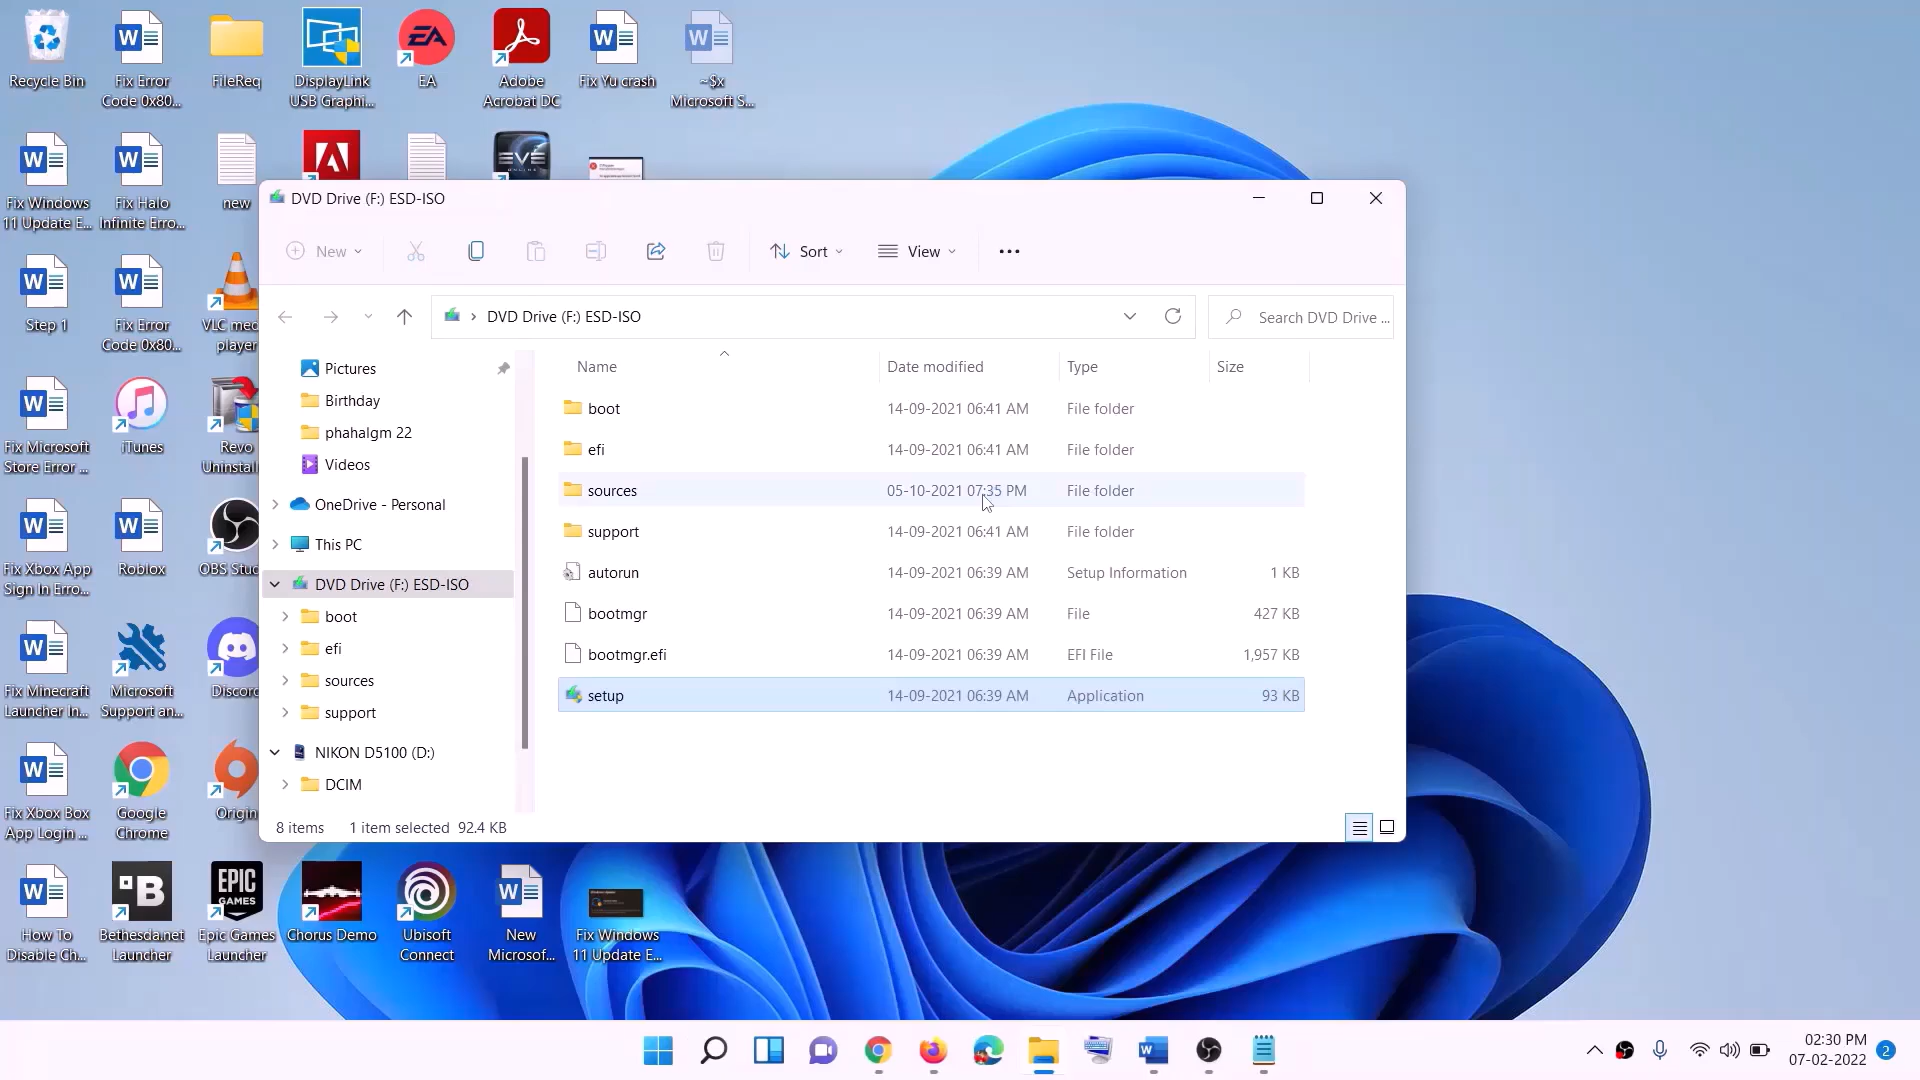 Recycle Bin
Fix Error
Code 0x80...
FileReq
DisplayLink
USB Graphi...
EA
EA
Adobe
Acrobat DC
Fix Yu crash
~$x
Microsoft S...
Fix Windows
11 Update E...
Fix Halo
Infinite Erro...
new
EVE
Step 1
Fix Error
Code 0x80...
VLC med
player
Fix Microsoft
Store Error ...
iTunes
Revo
Uninstall
Fix Xbox App
Sign In Erro...
Roblox
OBS Stud
Fix Minecraft
Launcher In...
Microsoft
Support an...
Discord
Fix Xbox Box
App Login ...
Google
Chrome
Origin
DVD Drive (F:) ESD-ISO
New
Sort
View
DVD Drive (F:) ESD-ISO
Search DVD Drive ...
Pictures
Birthday
phahalgm 22
Videos
OneDrive - Personal
This PC
DVD Drive (F:) ESD-ISO
boot
efi
sources
support
NIKON D5100 (D:)
DCIM
Name Date modified Type Size
boot 14-09-2021 06:41 AM File folder
efi 14-09-2021 06:41 AM File folder
sources 05-10-2021 07:35 PM File folder
support 14-09-2021 06:41 AM File folder
autorun 14-09-2021 06:39 AM Setup Information 1 KB
bootmgr 14-09-2021 06:39 AM File 427 KB
bootmgr.efi 14-09-2021 06:39 AM EFI File 1,957 KB
setup 14-09-2021 06:39 AM Application 93 KB
8 items 1 item selected 92.4 KB
How To
Disable Ch...
Bethesda.net
Launcher
EPIC
GAMES
Epic Games
Launcher
Chorus Demo
Ubisoft
Connect
New
Microsof...
Fix Windows
11 Update E...
02:30 PM
07-02-2022
2